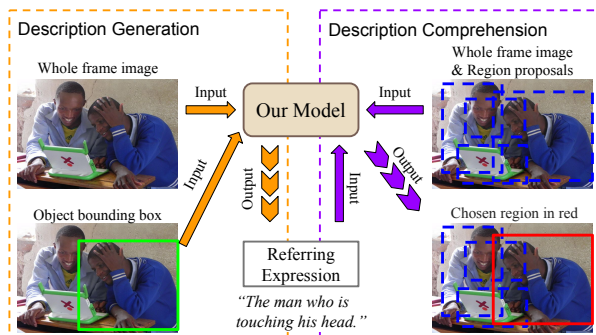 Description Generation
Description Comprehension
Whole frame image
Whole frame image
& Region proposals
Input
Our Model
Input
Input
Output
Input
Output
Object bounding box
Chosen region in red
Referring
Expression
“The man who is
touching his head.”